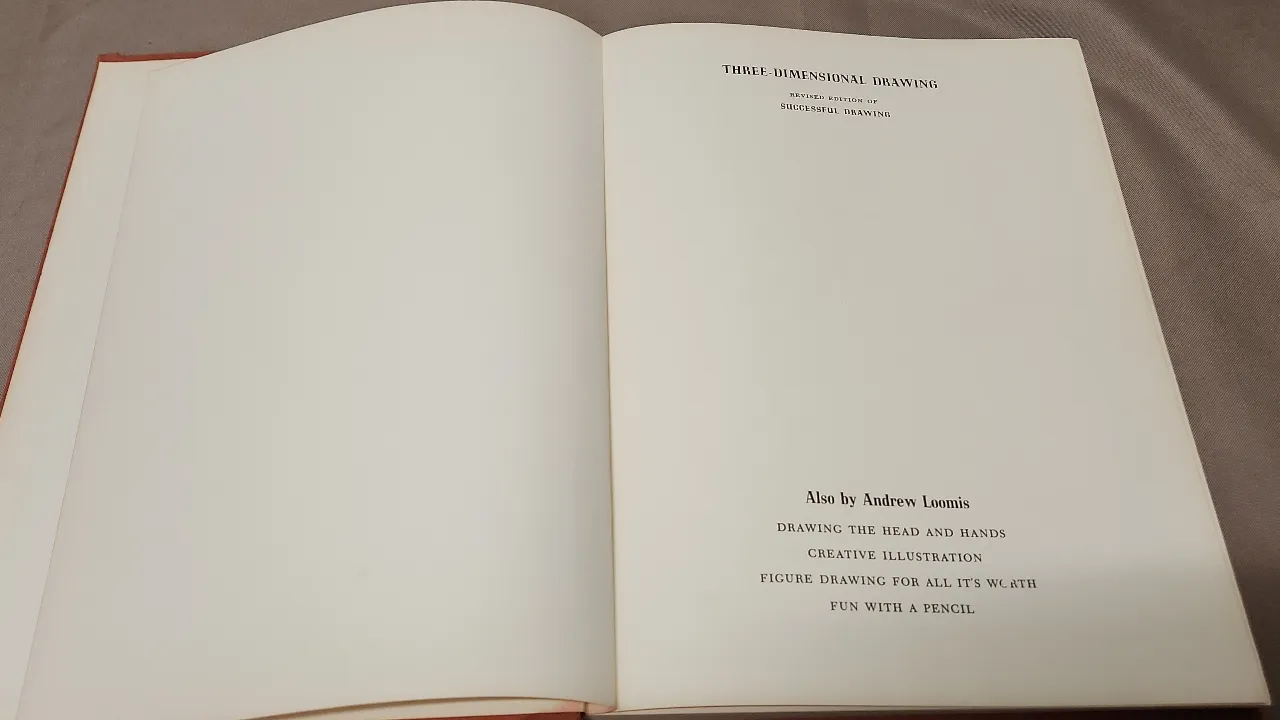 THREE-DIMENSIONAL DRAWING
REVISED EDITION OF
SUCCESSFUL DRAWING
Also by Andrew Loomis
DRAWING THE HEAD AND HANDS
CREATIVE ILLUSTRATION
FIGURE DRAWING FOR ALL IT'S WORTH
FUN WITH A PENCIL